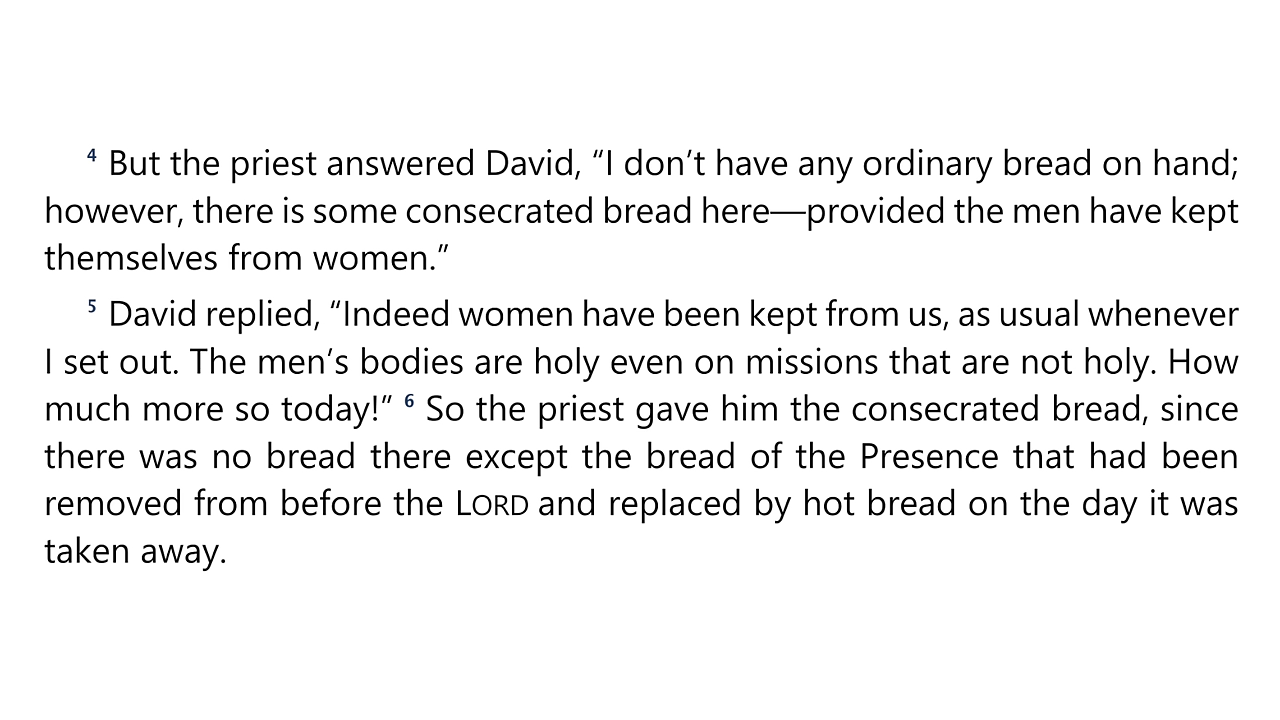 4 But the priest answered David, “I don’t have any ordinary bread on hand;
however, there is some consecrated bread here—provided the men have kept
themselves from women.”
5 David replied, “Indeed women have been kept from us, as usual whenever
I set out. The men’s bodies are holy even on missions that are not holy. How
much more so today!” 6 So the priest gave him the consecrated bread, since
there was no bread there except the bread of the Presence that had been
removed from before the LORD and replaced by hot bread on the day it was
taken away.